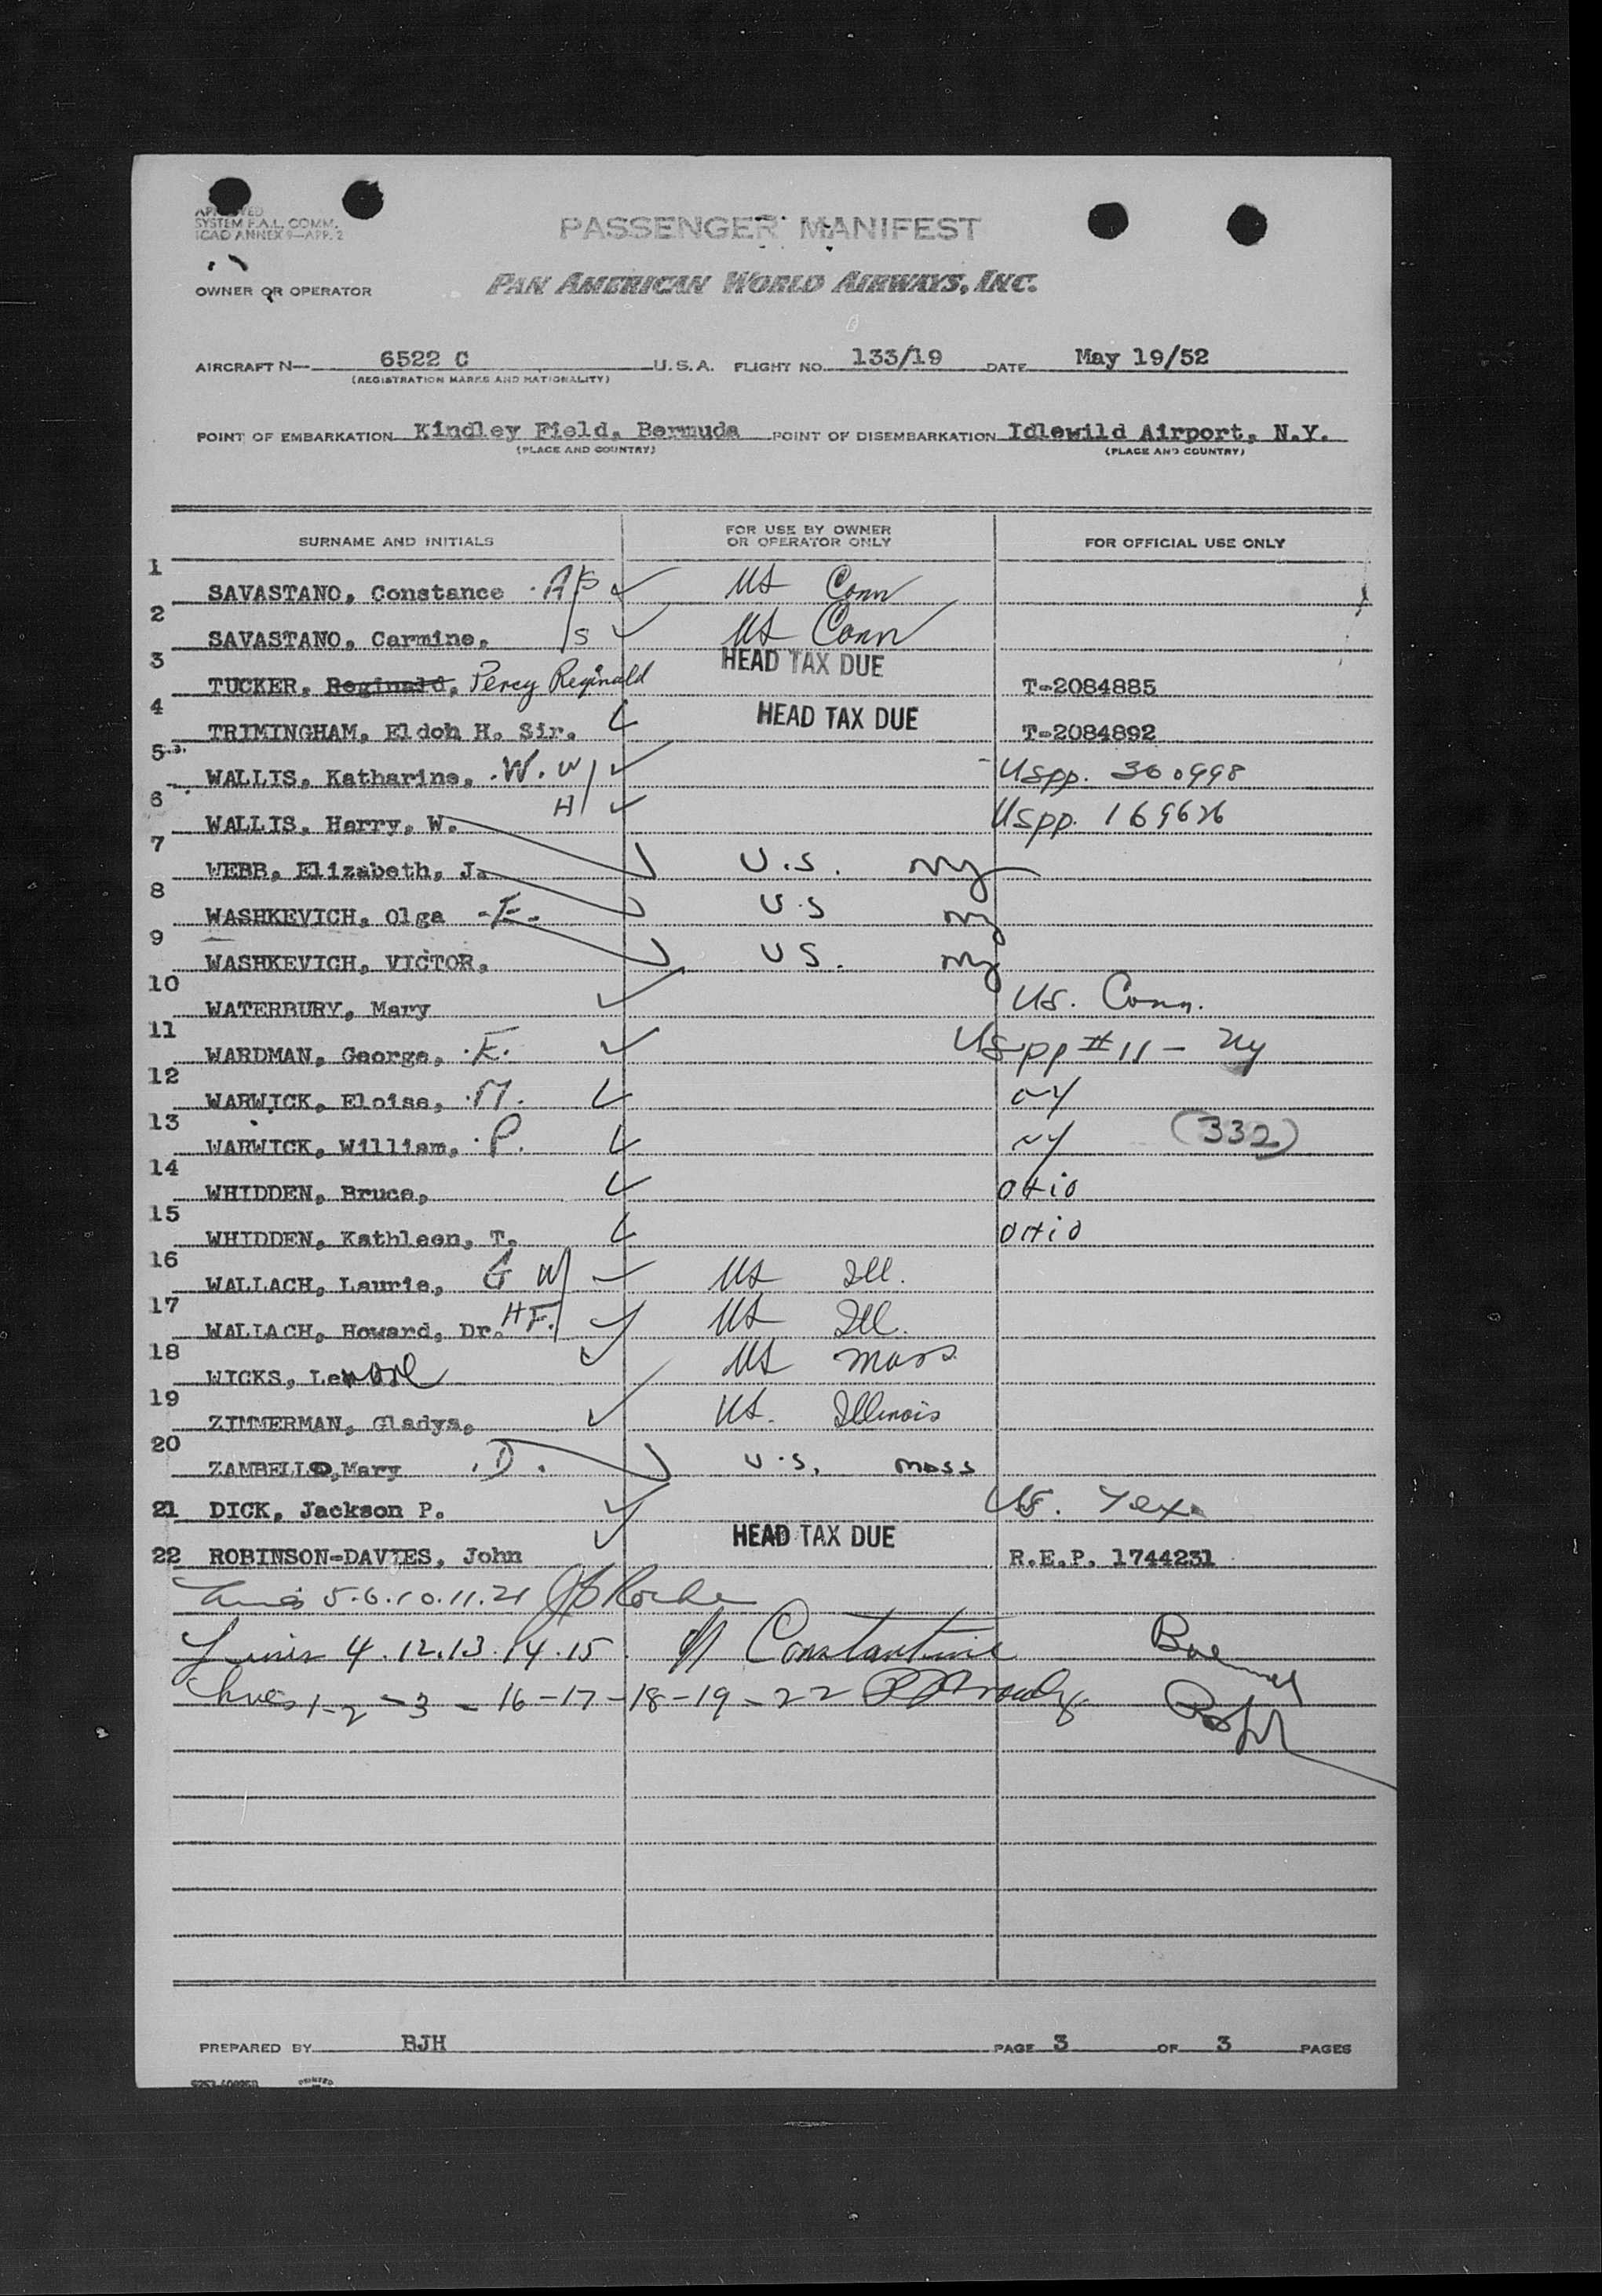 APPROVED
SYSTEM F.A.L. COMM.
ICAO ANNEX 9—APP. 2
PASSENGER MANIFEST
OWNER OR OPERATOR PAN AMERICAN WORLD AIRWAYS, INC.
AIRCRAFT N— 6522 C U.S.A. FLIGHT NO. 133/19 DATE May 19/52
(REGISTRATION MARKS AND NATIONALITY)
POINT OF EMBARKATION Kindley Field, Bermuda POINT OF DISEMBARKATION Idlewild Airport, N.Y.
(PLACE AND COUNTRY) (PLACE AND COUNTRY)
SURNAME AND INITIALS FOR USE BY OWNER OR OPERATOR ONLY FOR OFFICIAL USE ONLY
1 SAVASTANO, Constance A/S US Conn
2 SAVASTANO, Carmine, /S US Conn
3 TUCKER, Reginald, Percy Reginald HEAD TAX DUE T-2084885
4 TRIMINGHAM, Eldon H. Sir. HEAD TAX DUE T-2084892
5 WALLIS, Katharine, W. W/ USpp. 360998
6 WALLIS, Harry, W. H/ USpp. 169626
7 WEBB, Elizabeth, J. U.S. NY
8 WASHKEVICH, Olga -E.- U.S NY
9 WASHKEVICH, VICTOR, US. NY
10 WATERBURY, Mary US. Conn.
11 WARDMAN, George, E. US pp # 11 - NY
12 WARWICK, Eloise, M. NY
13 WARWICK, William, P. NY (332)
14 WHIDDEN, Bruce, OHiO
15 WHIDDEN, Kathleen, T. OHiO
16 WALLACH, Laurie, G W/ US Ill.
17 WALLACH, Howard, Dr. HF. US Ill.
18 WICKS, Lenore US Mass.
19 ZIMMERMAN, Gladys, US. Illinois
20 ZAMBELLO, Mary .D. U.S. MASS
21 DICK, Jackson P. US. Tex.
22 ROBINSON-DAVIES, John HEAD TAX DUE R.E.P. 1744231
Lines 5.6.10.11.21
Lines 4.12.13.14.15 Constantine
Lines 1-2-3-16-17-18-19-22
PREPARED BY BJH PAGE 3 OF 3 PAGES
PRINTED